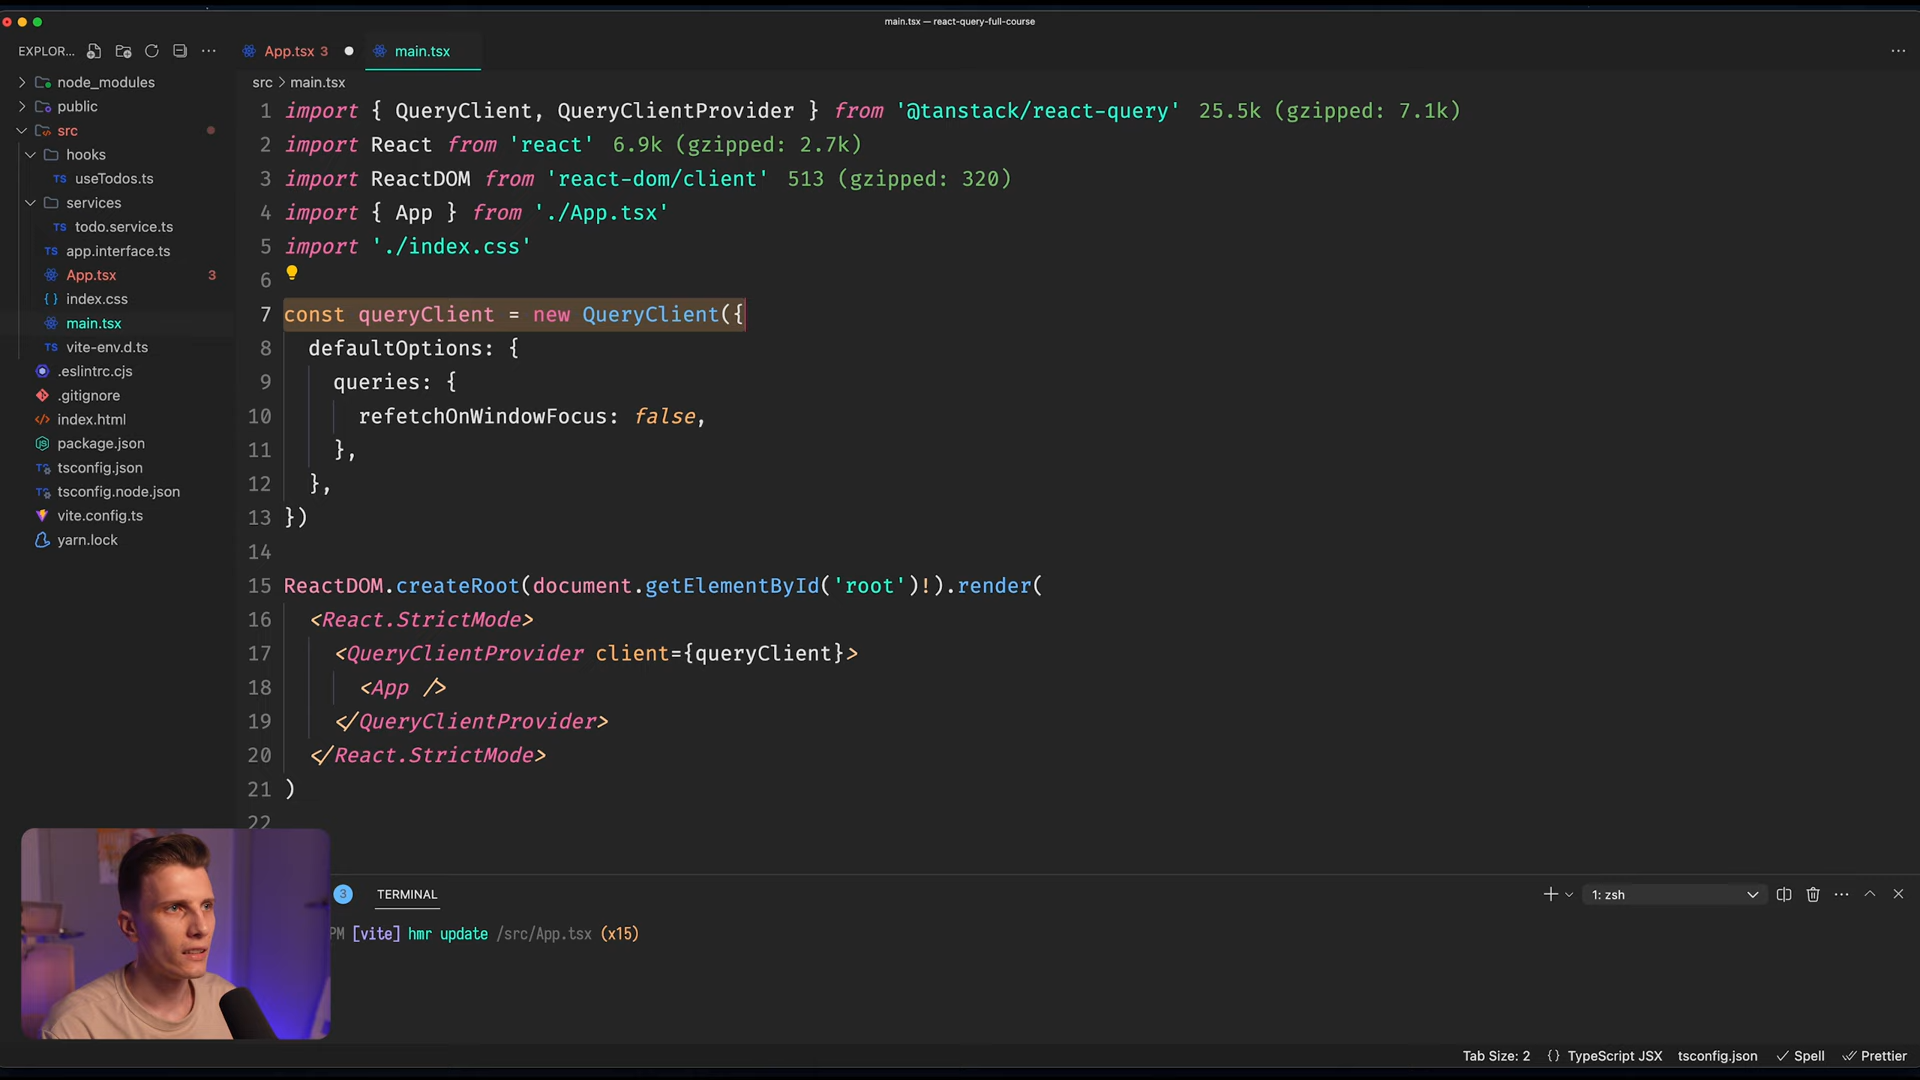 main.tsx — react-query-full-course
EXPLOR...
App.tsx 3
main.tsx
src > main.tsx
node_modules
public
src
hooks
TS useTodos.ts
services
TS todo.service.ts
TS app.interface.ts
App.tsx 3
{} index.css
main.tsx
TS vite-env.d.ts
.eslintrc.cjs
.gitignore
index.html
package.json
TS tsconfig.json
TS tsconfig.node.json
vite.config.ts
yarn.lock
1 import { QueryClient, QueryClientProvider } from '@tanstack/react-query' 25.5k (gzipped: 7.1k)
2 import React from 'react' 6.9k (gzipped: 2.7k)
3 import ReactDOM from 'react-dom/client' 513 (gzipped: 320)
4 import { App } from './App.tsx'
5 import './index.css'
6
7 const queryClient = new QueryClient({
8 defaultOptions: {
9 queries: {
10 refetchOnWindowFocus: false,
11 },
12 },
13 })
14
15 ReactDOM.createRoot(document.getElementById('root')!).render(
16 <React.StrictMode>
17 <QueryClientProvider client={queryClient}>
18 <App />
19 </QueryClientProvider>
20 </React.StrictMode>
21 )
22
3 TERMINAL
1: zsh
PM [vite] hmr update /src/App.tsx (x15)
Tab Size: 2 {} TypeScript JSX tsconfig.json ✓ Spell Prettier